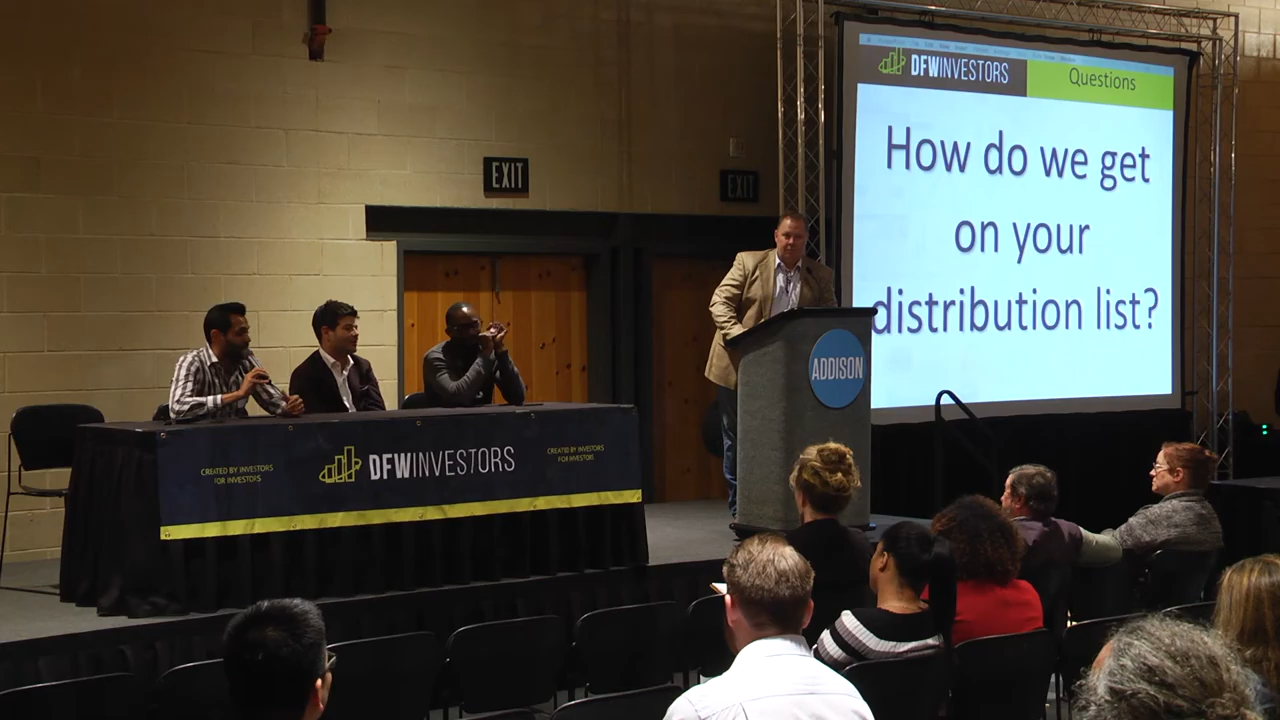 DFWINVESTORS
Questions
How do we get
on your
distribution list?
EXIT
EXIT
ADDISON
CREATED BY INVESTORS
FOR INVESTORS
DFWINVESTORS
CREATED BY INVESTORS
FOR INVESTORS